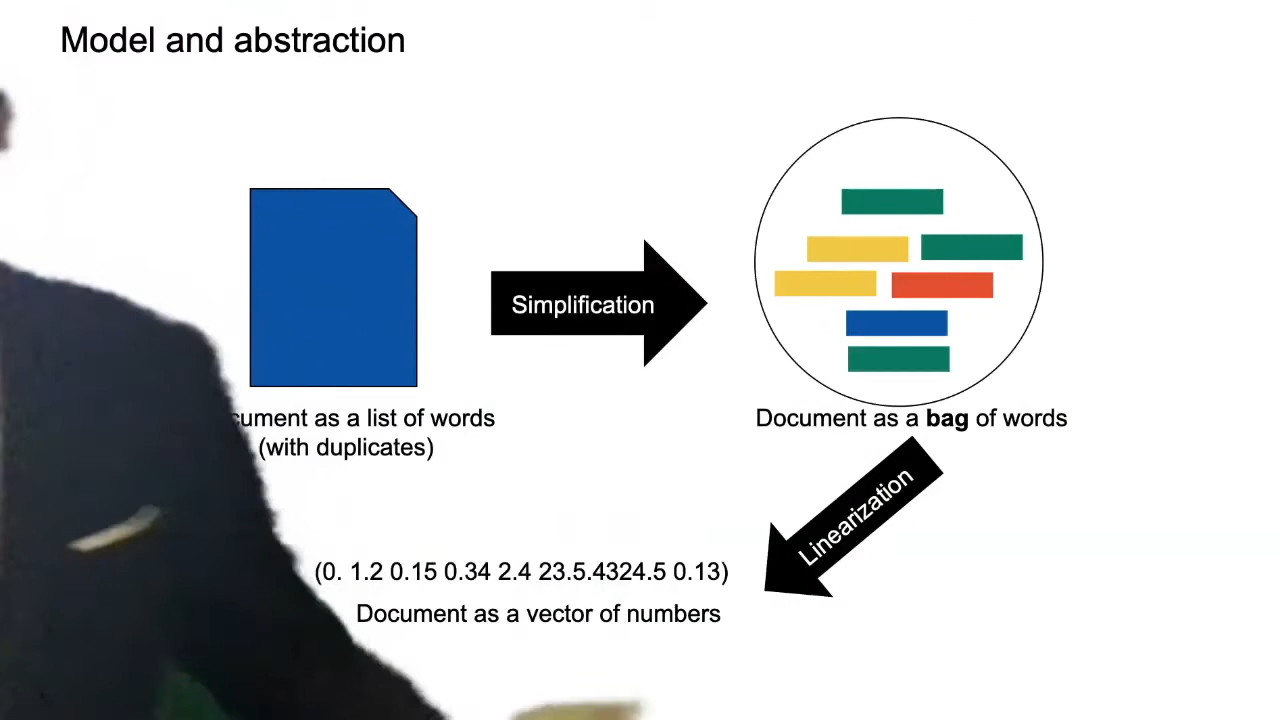 Model and abstraction
Simplification
cument as a list of words
(with duplicates)
Document as a bag of words
Linearization
(0. 1.2 0.15 0.34 2.4 23.5.4324.5 0.13)
Document as a vector of numbers